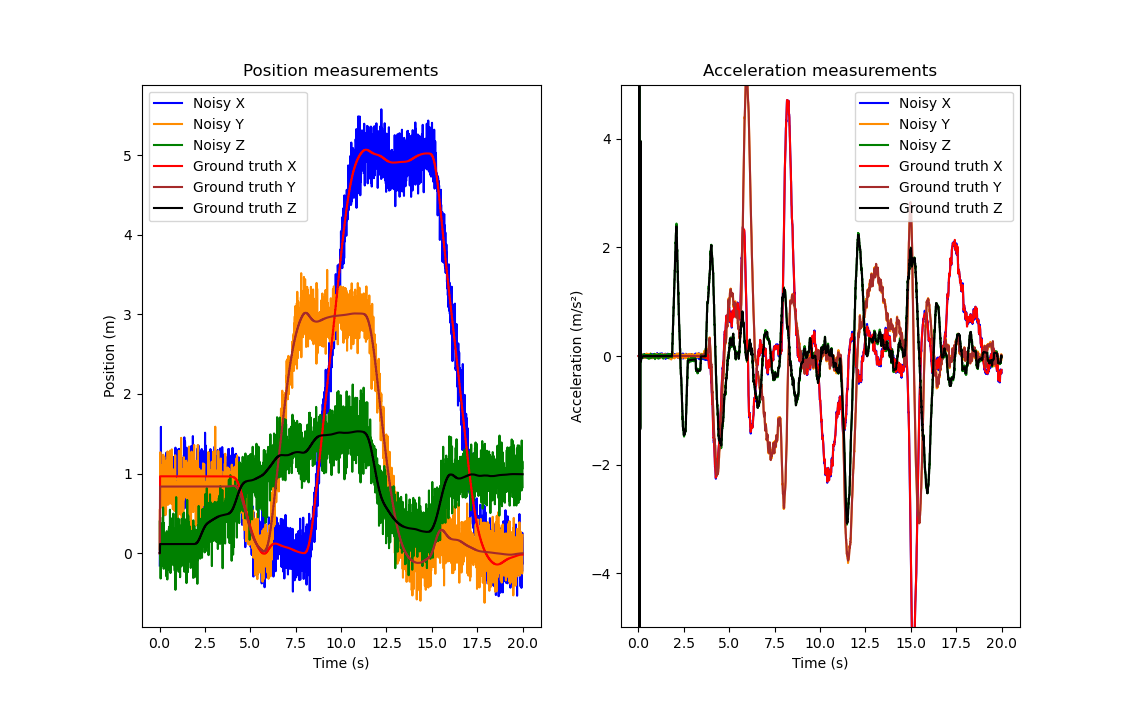 Position measurements
Noisy X
Noisy Y
Noisy Z
Ground truth X
Ground truth Y
Ground truth Z
Position (m)
5
4
3
2
1
0
0.0 2.5 5.0 7.5 10.0 12.5 15.0 17.5 20.0
Time (s)
Acceleration measurements
Noisy X
Noisy Y
Noisy Z
Ground truth X
Ground truth Y
Ground truth Z
Acceleration (m/s²)
4
2
0
−2
−4
0.0 2.5 5.0 7.5 10.0 12.5 15.0 17.5 20.0
Time (s)